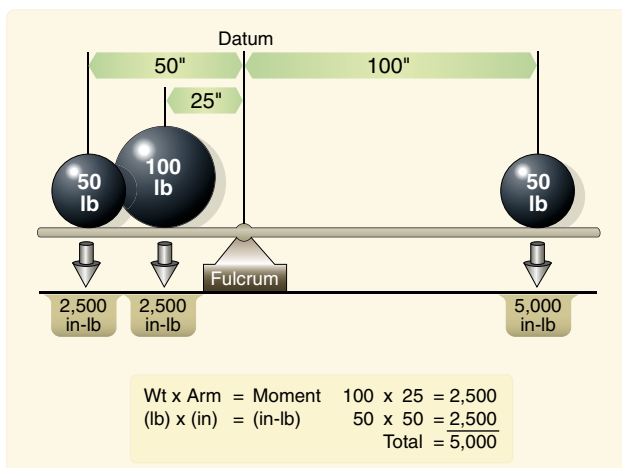 Datum
50"
100"
25"
50
lb
100
lb
50
lb
Fulcrum
2,500
in-lb
2,500
in-lb
5,000
in-lb
Wt x Arm = Moment 100 x 25 = 2,500
(lb) x (in) = (in-lb) 50 x 50 = 2,500
Total = 5,000